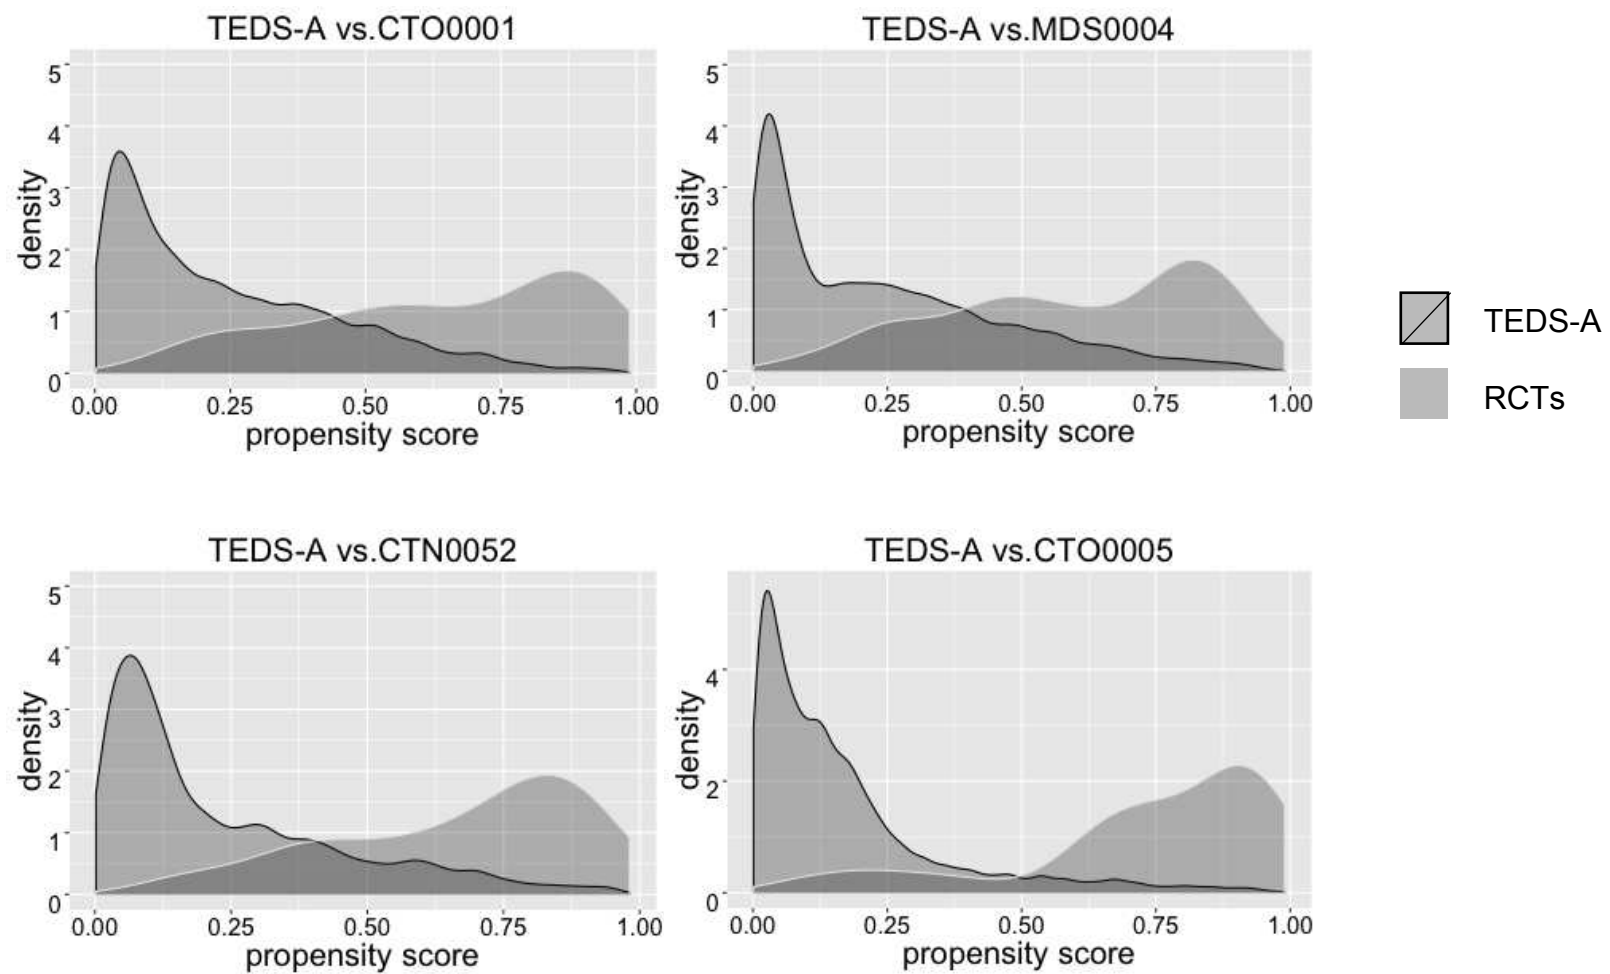 TEDS-A vs.CTO0001
5
4
3
2
1
0
density
0.00 0.25 0.50 0.75 1.00
propensity score
TEDS-A vs.MDS0004
5
4
3
2
1
0
density
0.00 0.25 0.50 0.75 1.00
propensity score
TEDS-A
RCTs
TEDS-A vs.CTN0052
5
4
3
2
1
0
density
0.00 0.25 0.50 0.75 1.00
propensity score
TEDS-A vs.CTO0005
4
2
0
density
0.00 0.25 0.50 0.75 1.00
propensity score